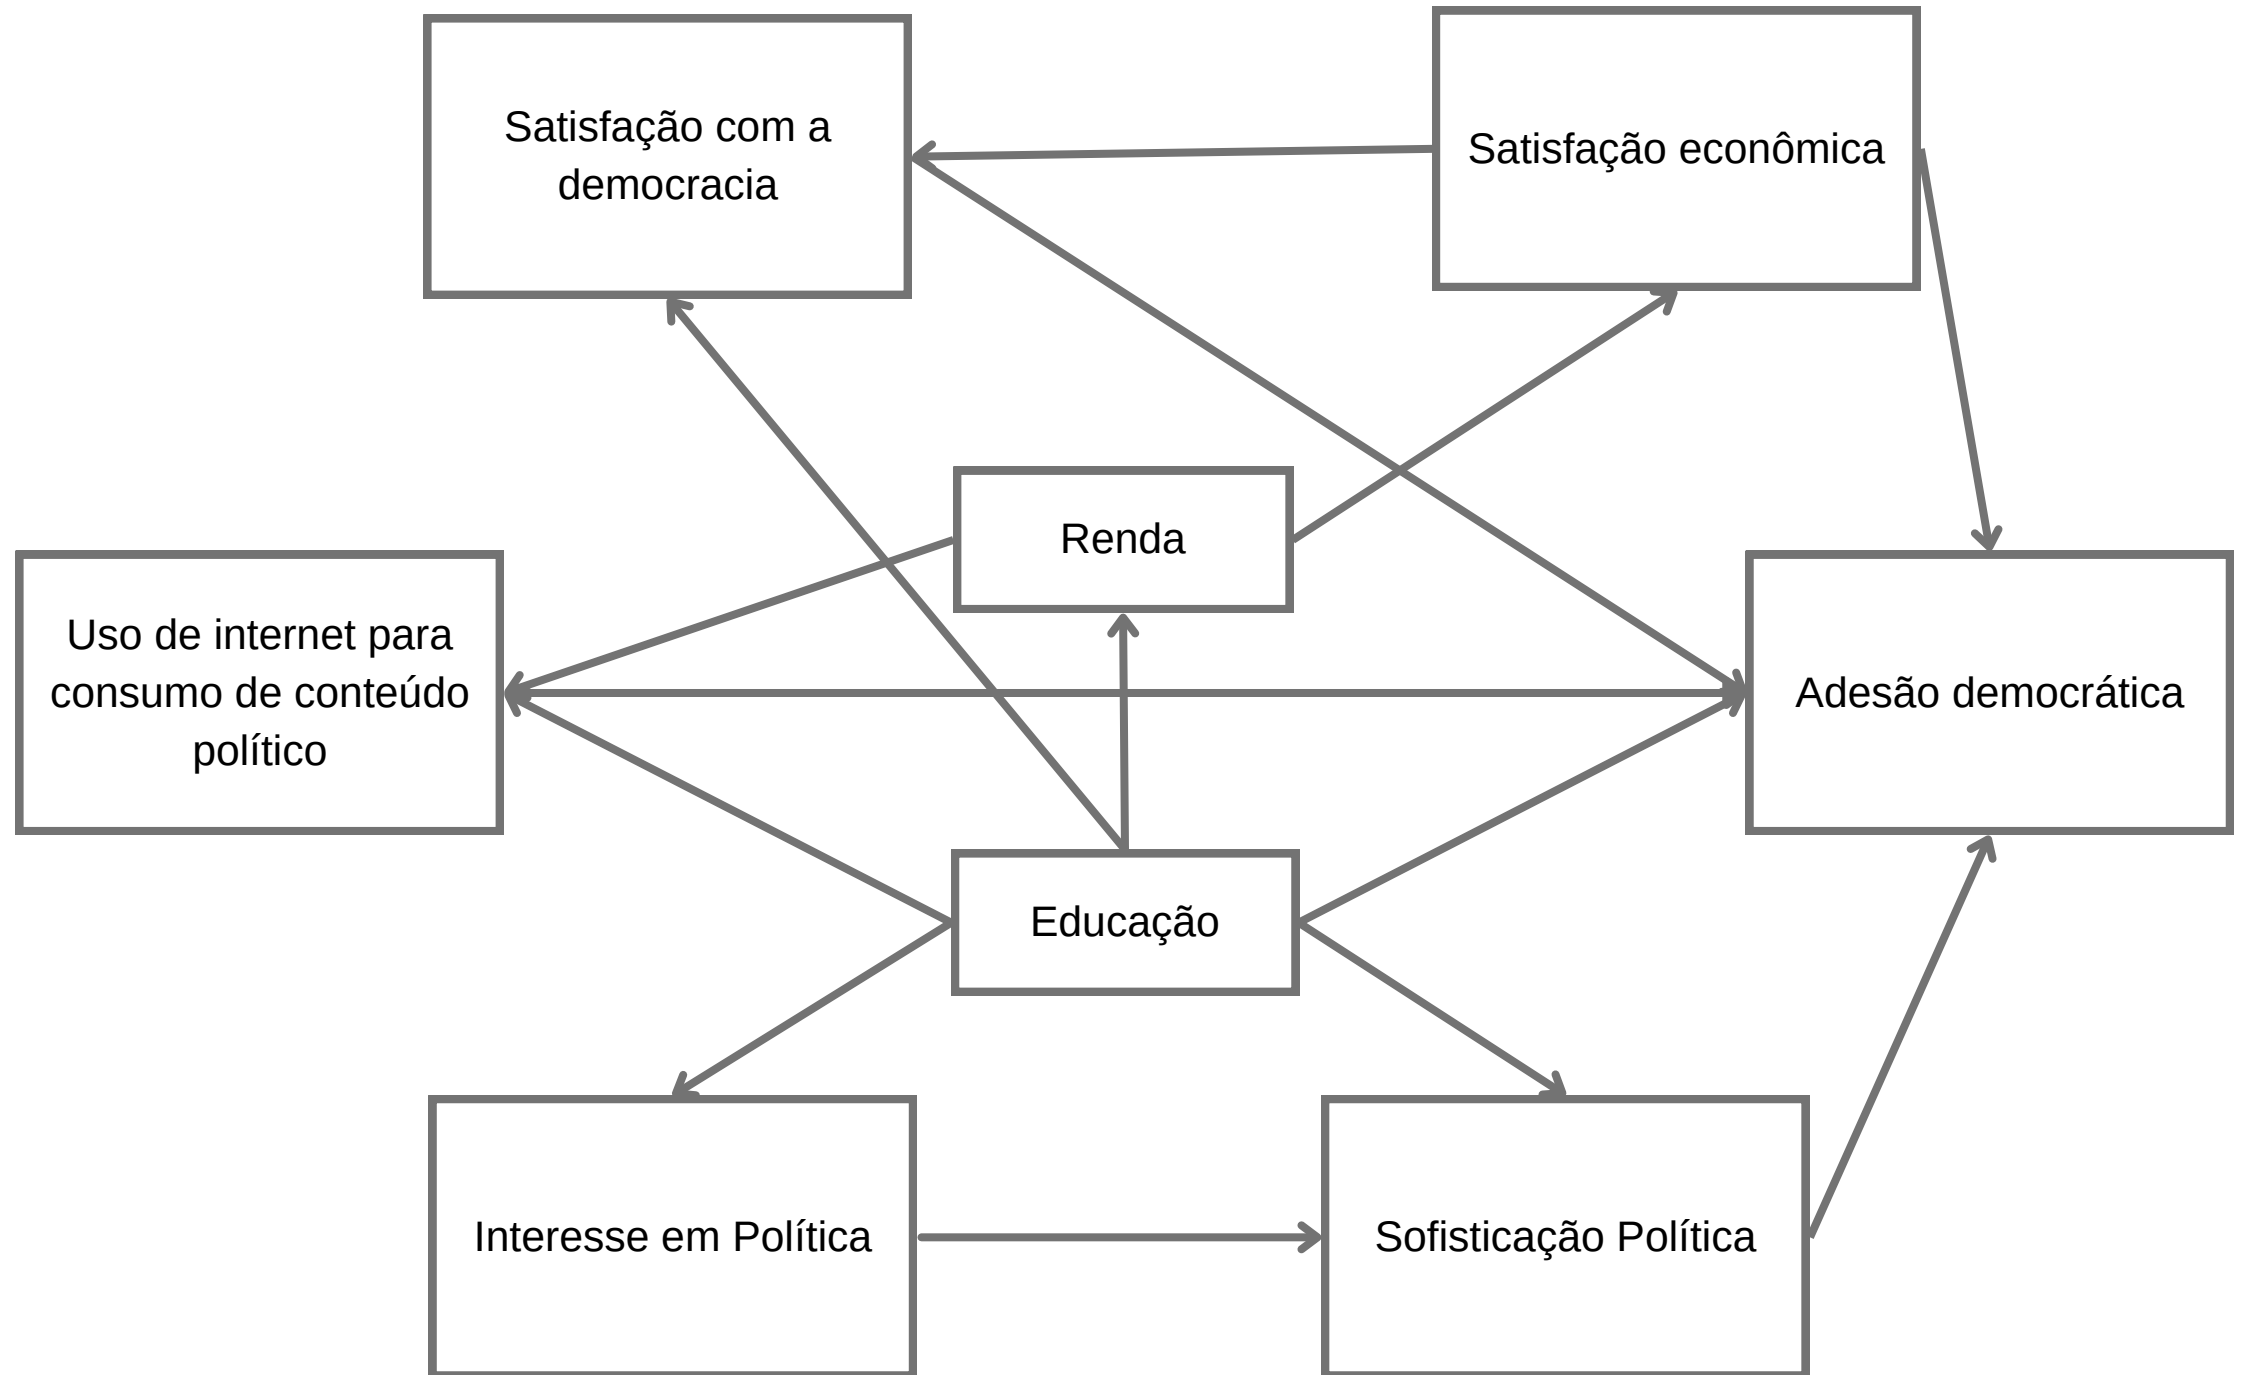 Satisfação com a
democracia
Satisfação econômica
Renda
Uso de internet para
consumo de conteúdo
político
Adesão democrática
Educação
Interesse em Política
Sofisticação Política